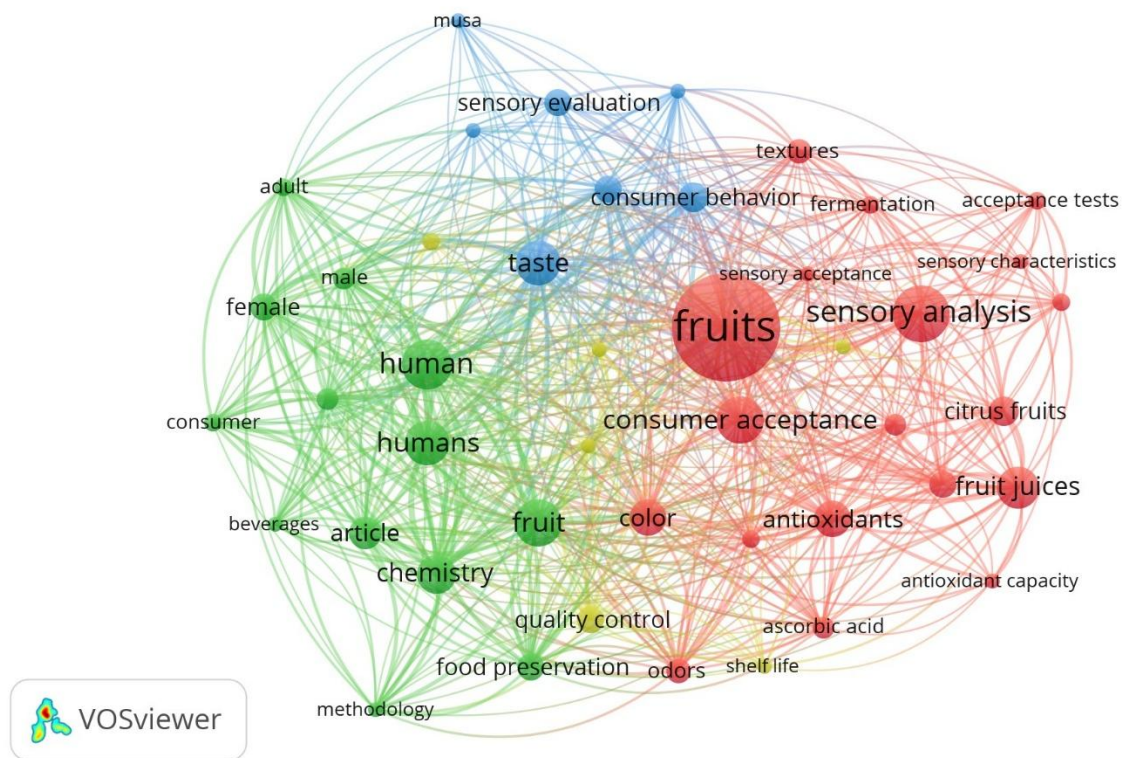 musa
sensory evaluation
textures
adult
consumer behavior
fermentation
acceptance tests
taste
sensory acceptance
sensory characteristics
male
female
fruits
sensory analysis
human
consumer
consumer acceptance
citrus fruits
humans
fruit juices
beverages
article
fruit
color
antioxidants
chemistry
antioxidant capacity
quality control
ascorbic acid
food preservation
odors
shelf life
methodology
VOSviewer